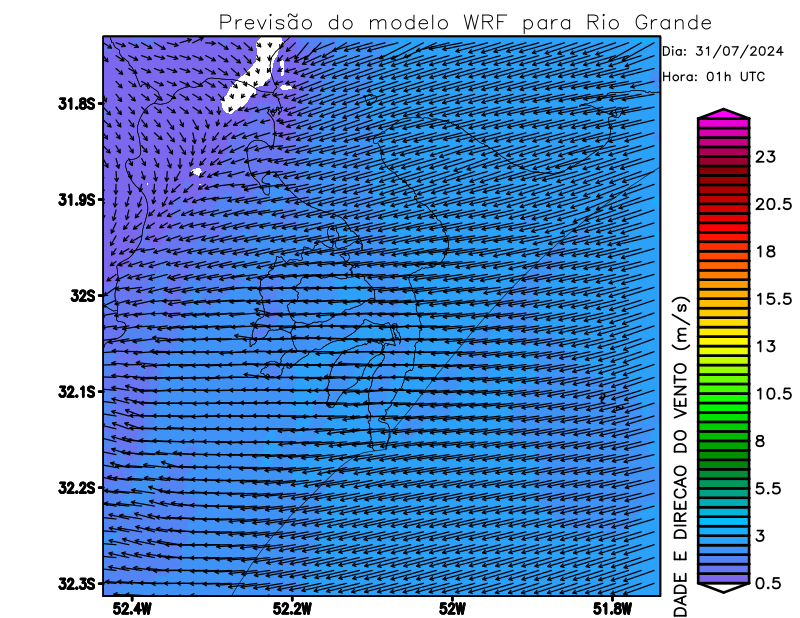 Previsão do modelo WRF para Rio Grande
Dia: 31/07/2024
Hora: 01h UTC
31.8S
31.9S
32S
32.1S
32.2S
32.3S
52.4W
52.2W
52W
51.8W
23
20.5
18
15.5
13
10.5
8
5.5
3
0.5
DADE E DIRECAO DO VENTO (m/s)